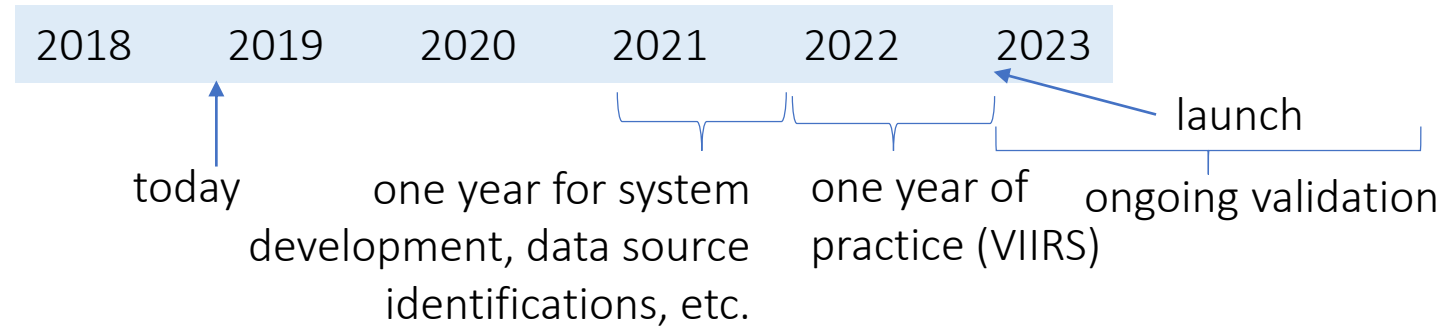 2018 2019 2020 2021 2022 2023
launch
today
one year for system
development, data source
identifications, etc.
one year of
practice (VIIRS)
ongoing validation